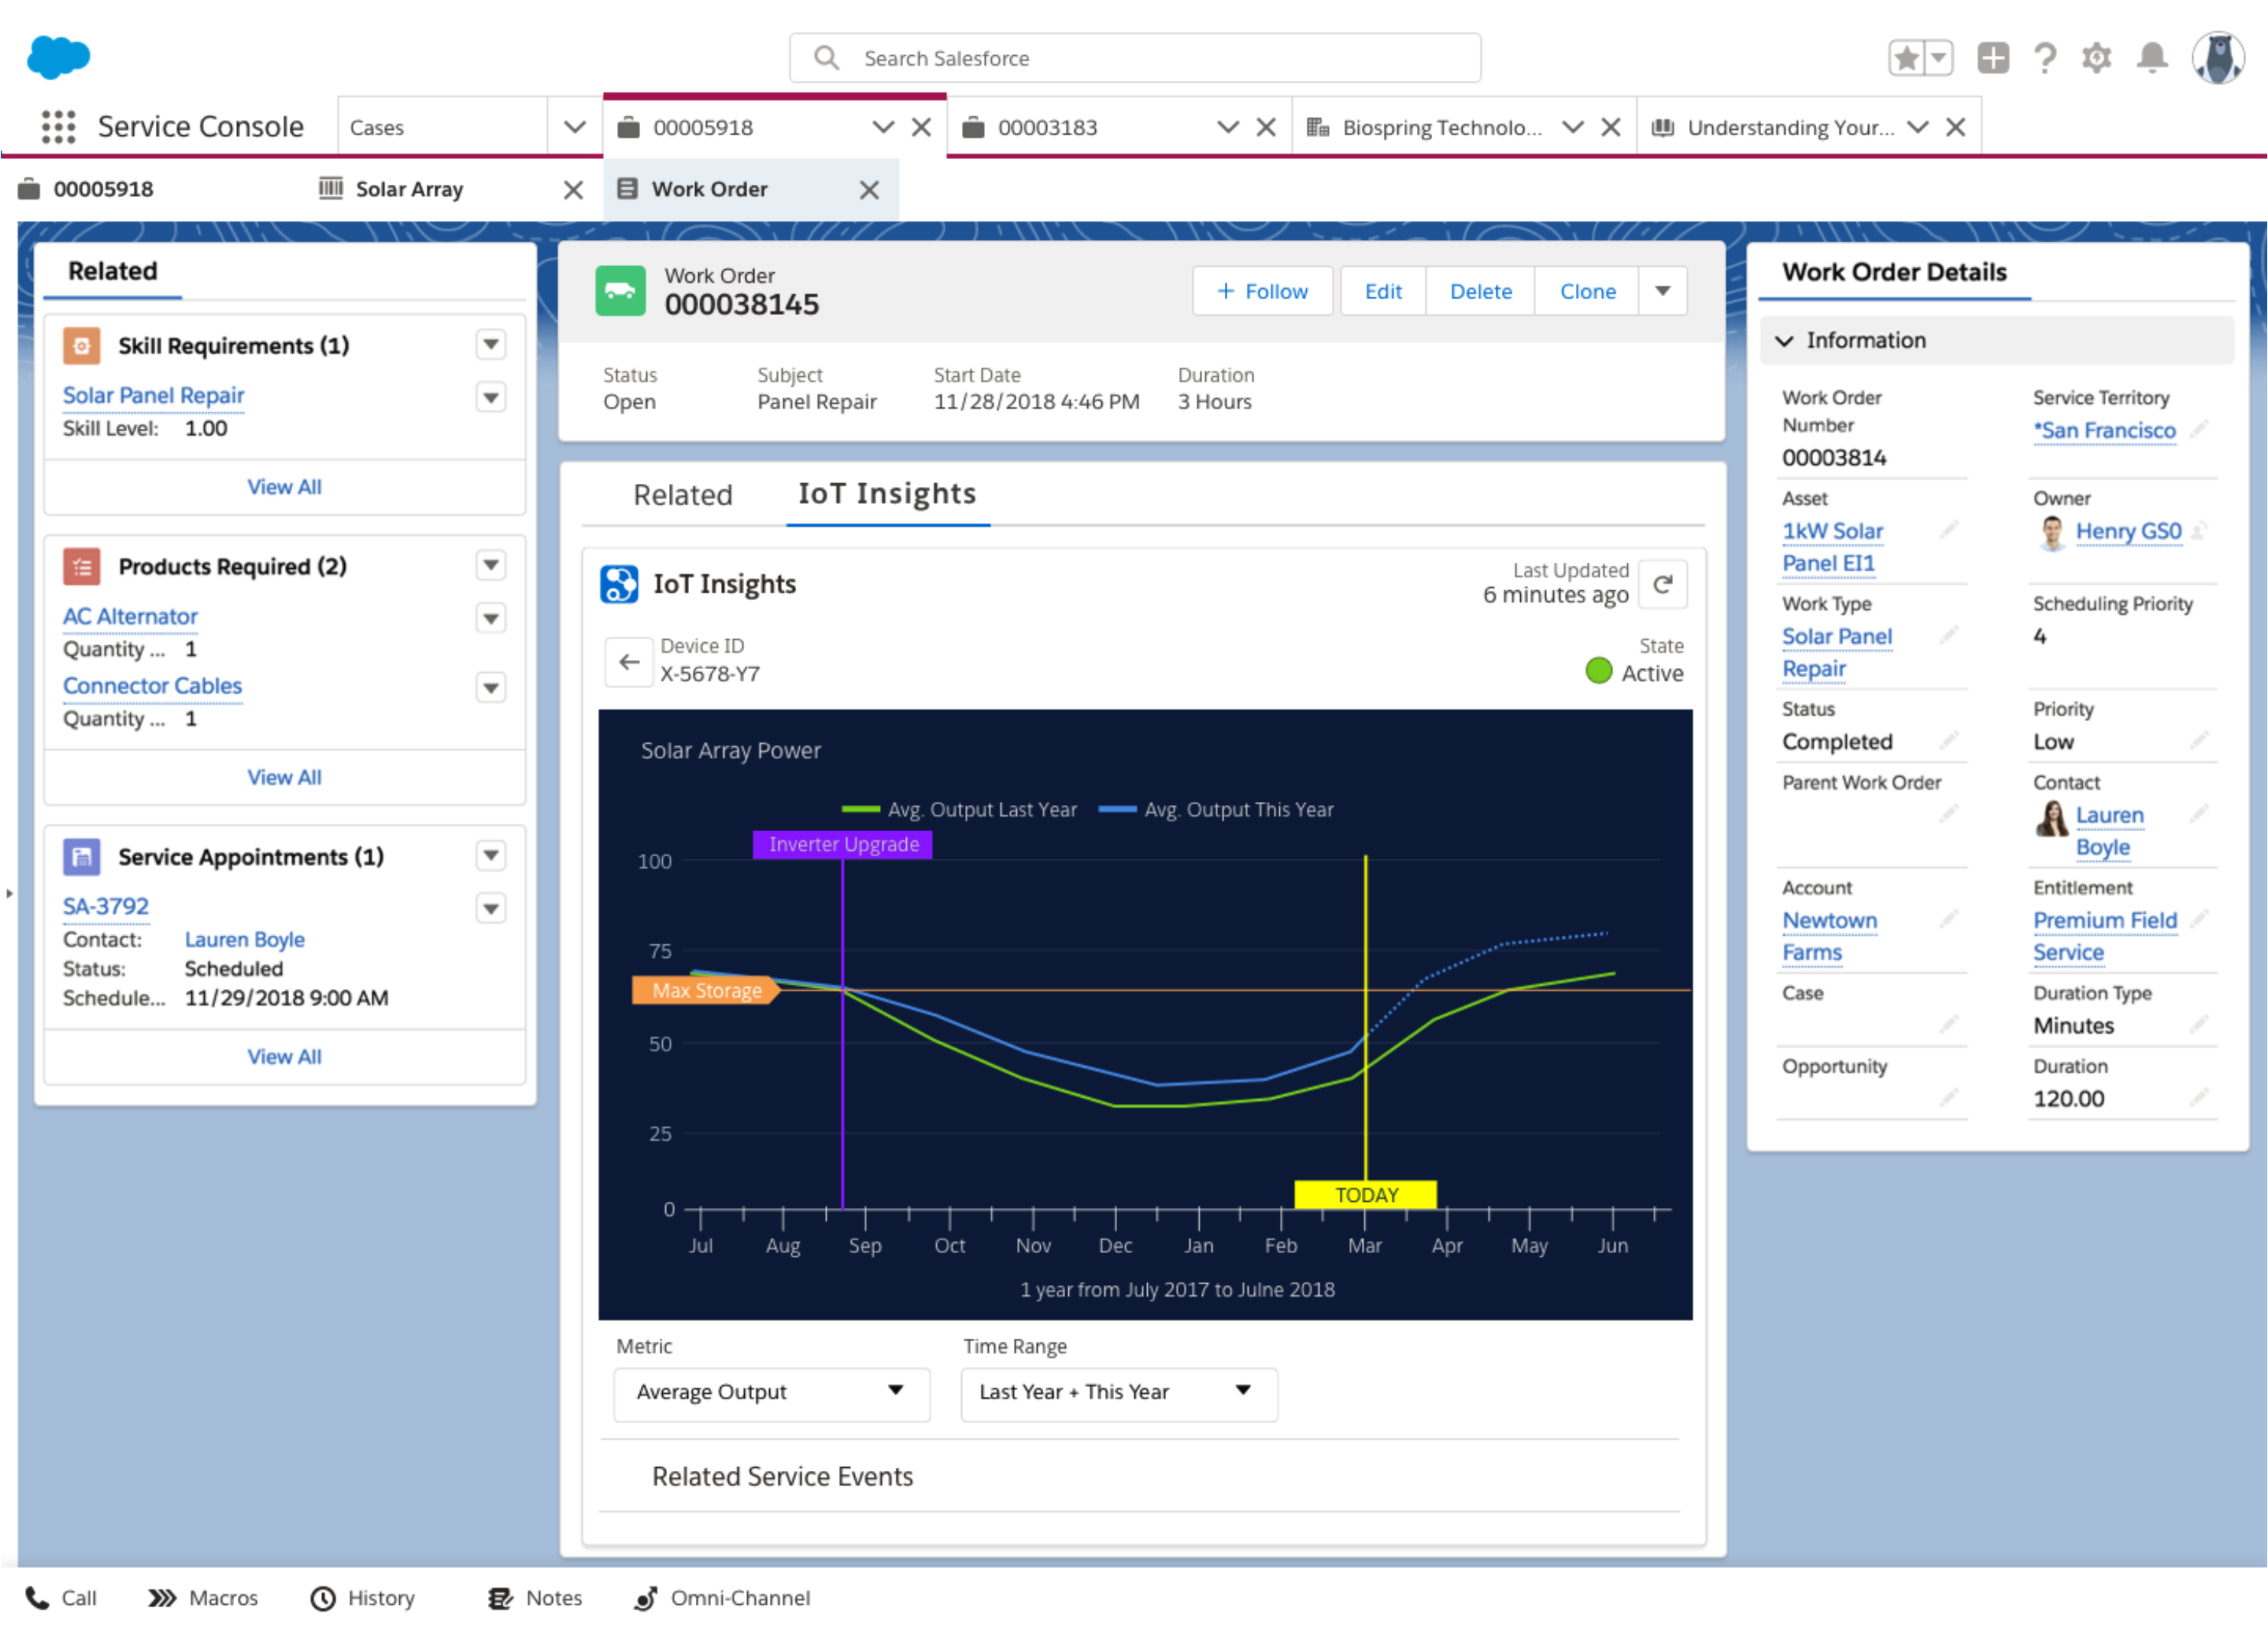 Search Salesforce
Service Console
Cases
00005918
00003183
Biospring Technolo...
Understanding Your...
00005918
Solar Array
Work Order
Related
Skill Requirements (1)
Solar Panel Repair
Skill Level: 1.00
View All
Products Required (2)
AC Alternator
Quantity ... 1
Connector Cables
Quantity ... 1
View All
Service Appointments (1)
SA-3792
Contact: Lauren Boyle
Status: Scheduled
Schedule... 11/29/2018 9:00 AM
View All
Work Order
000038145
+ Follow
Edit
Delete
Clone
Status
Open
Subject
Panel Repair
Start Date
11/28/2018 4:46 PM
Duration
3 Hours
Related
IoT Insights
IoT Insights
Last Updated
6 minutes ago
Device ID
X-5678-Y7
State
Active
Solar Array Power
Avg. Output Last Year
Avg. Output This Year
Inverter Upgrade
100
75
Max Storage
50
25
TODAY
0
Jul Aug Sep Oct Nov Dec Jan Feb Mar Apr May Jun
1 year from July 2017 to Julne 2018
Metric
Average Output
Time Range
Last Year + This Year
Related Service Events
Work Order Details
Information
Work Order
Number
00003814
Service Territory
*San Francisco
Asset
1kW Solar
Panel EI1
Owner
Henry GS0
Work Type
Solar Panel
Repair
Scheduling Priority
4
Status
Completed
Priority
Low
Parent Work Order
Contact
Lauren
Boyle
Account
Newtown
Farms
Entitlement
Premium Field
Service
Case
Duration Type
Minutes
Opportunity
Duration
120.00
Call
Macros
History
Notes
Omni-Channel